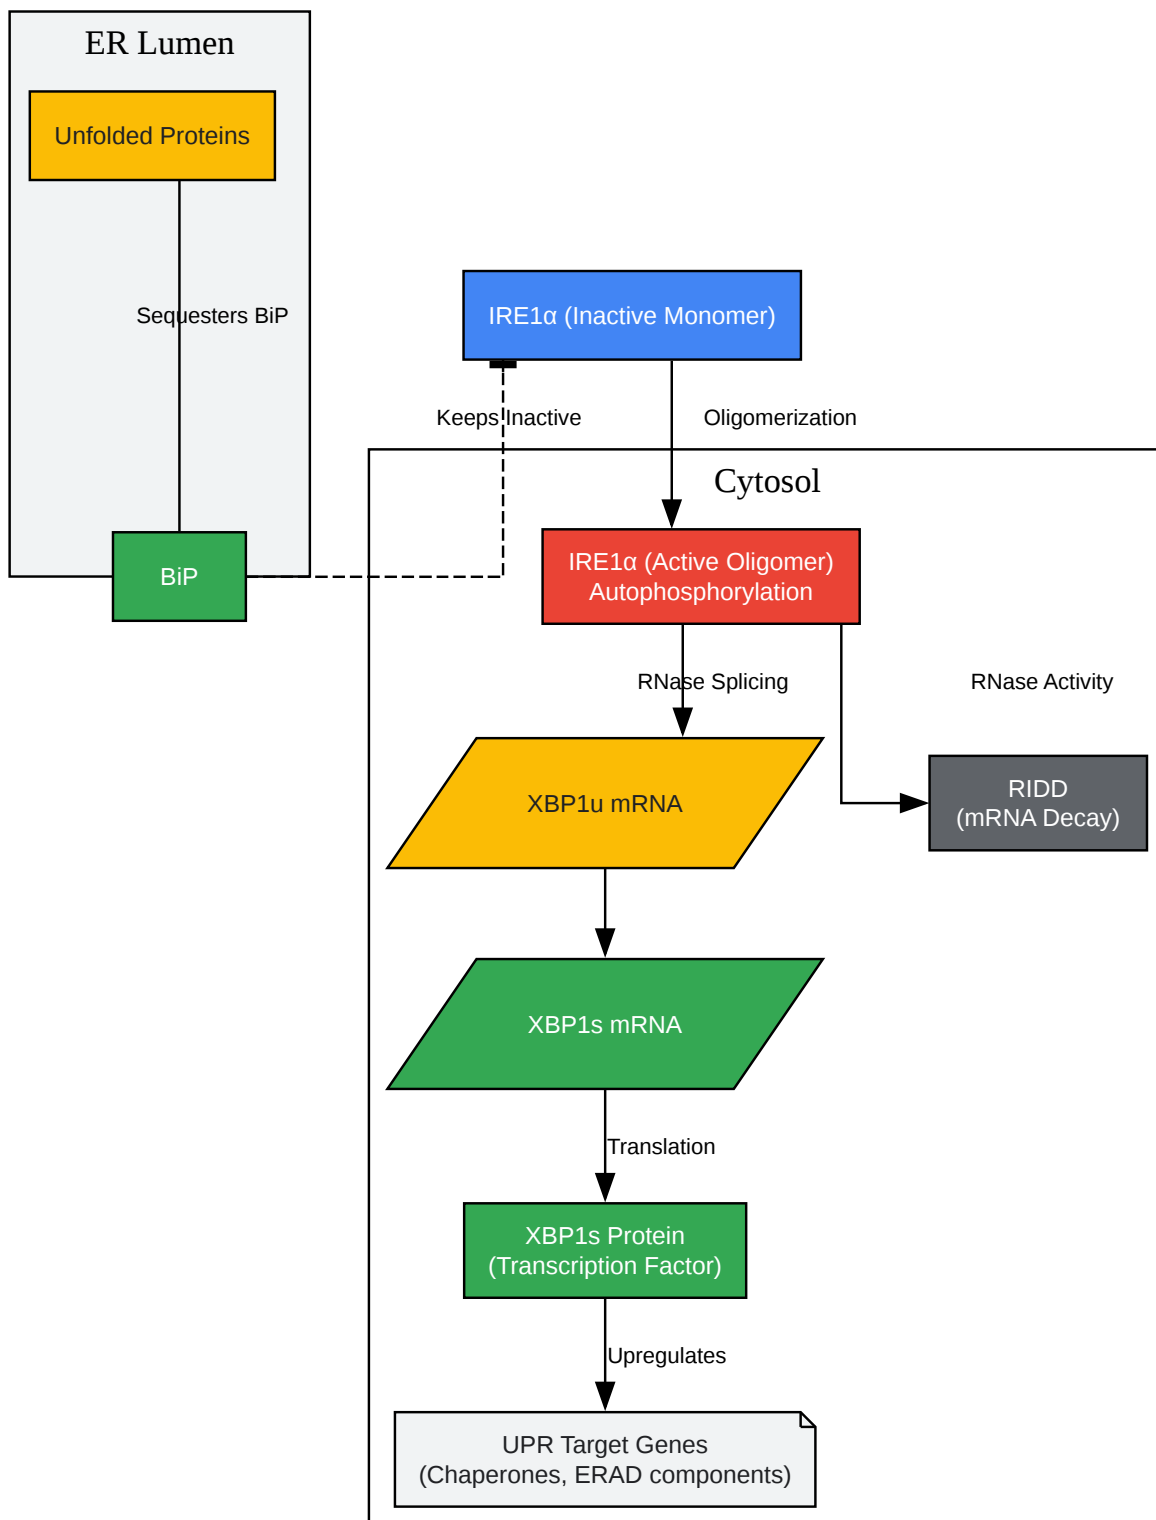 ER Lumen
Unfolded Proteins
Sequesters BiP
IRE1α (Inactive Monomer)
Keeps Inactive
Oligomerization
Cytosol
BiP
IRE1α (Active Oligomer)
Autophosphorylation
RNase Splicing
RNase Activity
XBP1u mRNA
RIDD
(mRNA Decay)
XBP1s mRNA
Translation
XBP1s Protein
(Transcription Factor)
Upregulates
UPR Target Genes
(Chaperones, ERAD components)